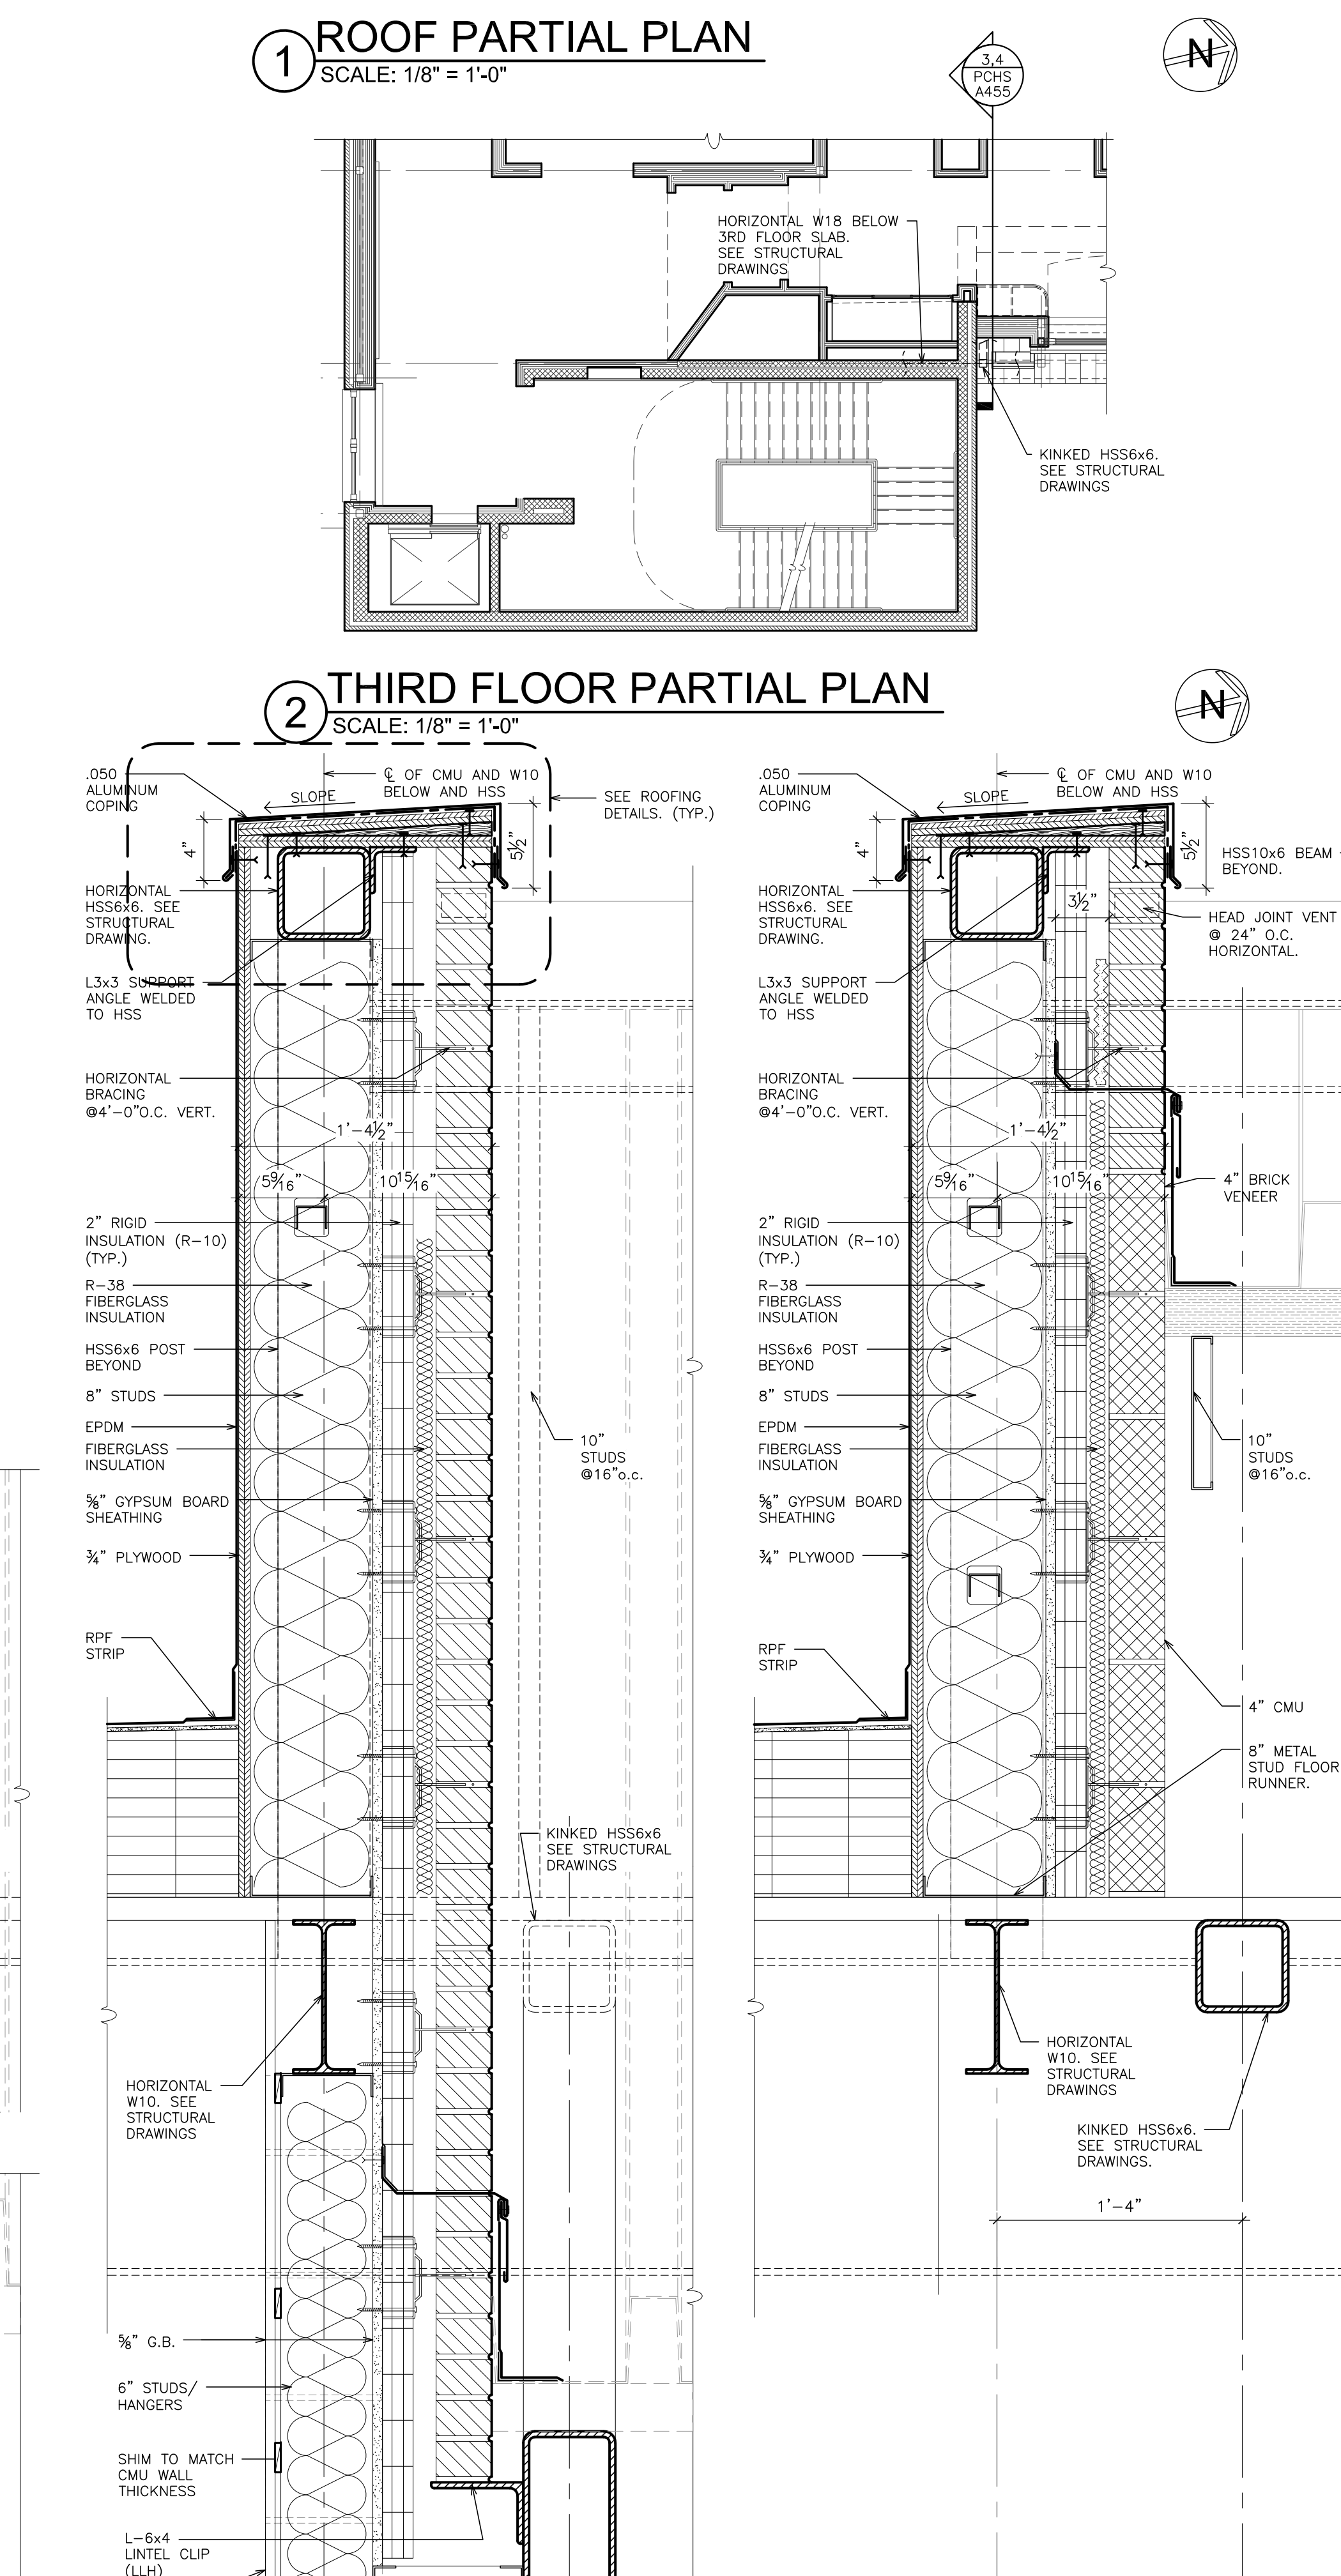 1
ROOF PARTIAL PLAN
SCALE: 1/8" = 1'-0"
3,4
PCHS
A455
N
HORIZONTAL W18 BELOW
3RD FLOOR SLAB.
SEE STRUCTURAL
DRAWINGS
KINKED HSS6x6.
SEE STRUCTURAL
DRAWINGS
2
THIRD FLOOR PARTIAL PLAN
SCALE: 1/8" = 1'-0"
N
.050
ALUMINUM
COPING
SLOPE
℄ OF CMU AND W10
BELOW AND HSS
SEE ROOFING
DETAILS. (TYP.)
4"
5½"
HORIZONTAL
HSS6x6. SEE
STRUCTURAL
DRAWING.
L3x3 SUPPORT
ANGLE WELDED
TO HSS
HORIZONTAL
BRACING
@4'-0"O.C. VERT.
1'-4½"
5 9/16"
10 15/16"
2" RIGID
INSULATION (R-10)
(TYP.)
R-38
FIBERGLASS
INSULATION
HSS6x6 POST
BEYOND
8" STUDS
EPDM
FIBERGLASS
INSULATION
⅝" GYPSUM BOARD
SHEATHING
¾" PLYWOOD
RPF
STRIP
10"
STUDS
@16"o.c.
KINKED HSS6x6
SEE STRUCTURAL
DRAWINGS
HORIZONTAL
W10. SEE
STRUCTURAL
DRAWINGS
⅝" G.B.
6" STUDS/
HANGERS
SHIM TO MATCH
CMU WALL
THICKNESS
L-6x4
LINTEL CLIP
(LLH)
.050
ALUMINUM
COPING
SLOPE
℄ OF CMU AND W10
BELOW AND HSS
4"
5½"
HSS10x6 BEAM
BEYOND.
3½"
HEAD JOINT VENT
@ 24" O.C.
HORIZONTAL.
HORIZONTAL
HSS6x6. SEE
STRUCTURAL
DRAWING.
L3x3 SUPPORT
ANGLE WELDED
TO HSS
HORIZONTAL
BRACING
@4'-0"O.C. VERT.
1'-4½"
5 9/16"
10 15/16"
4" BRICK
VENEER
2" RIGID
INSULATION (R-10)
(TYP.)
R-38
FIBERGLASS
INSULATION
HSS6x6 POST
BEYOND
8" STUDS
EPDM
FIBERGLASS
INSULATION
⅝" GYPSUM BOARD
SHEATHING
¾" PLYWOOD
RPF
STRIP
10"
STUDS
@16"o.c.
4" CMU
8" METAL
STUD FLOOR
RUNNER.
HORIZONTAL
W10. SEE
STRUCTURAL
DRAWINGS
KINKED HSS6x6.
SEE STRUCTURAL
DRAWINGS.
1'-4"